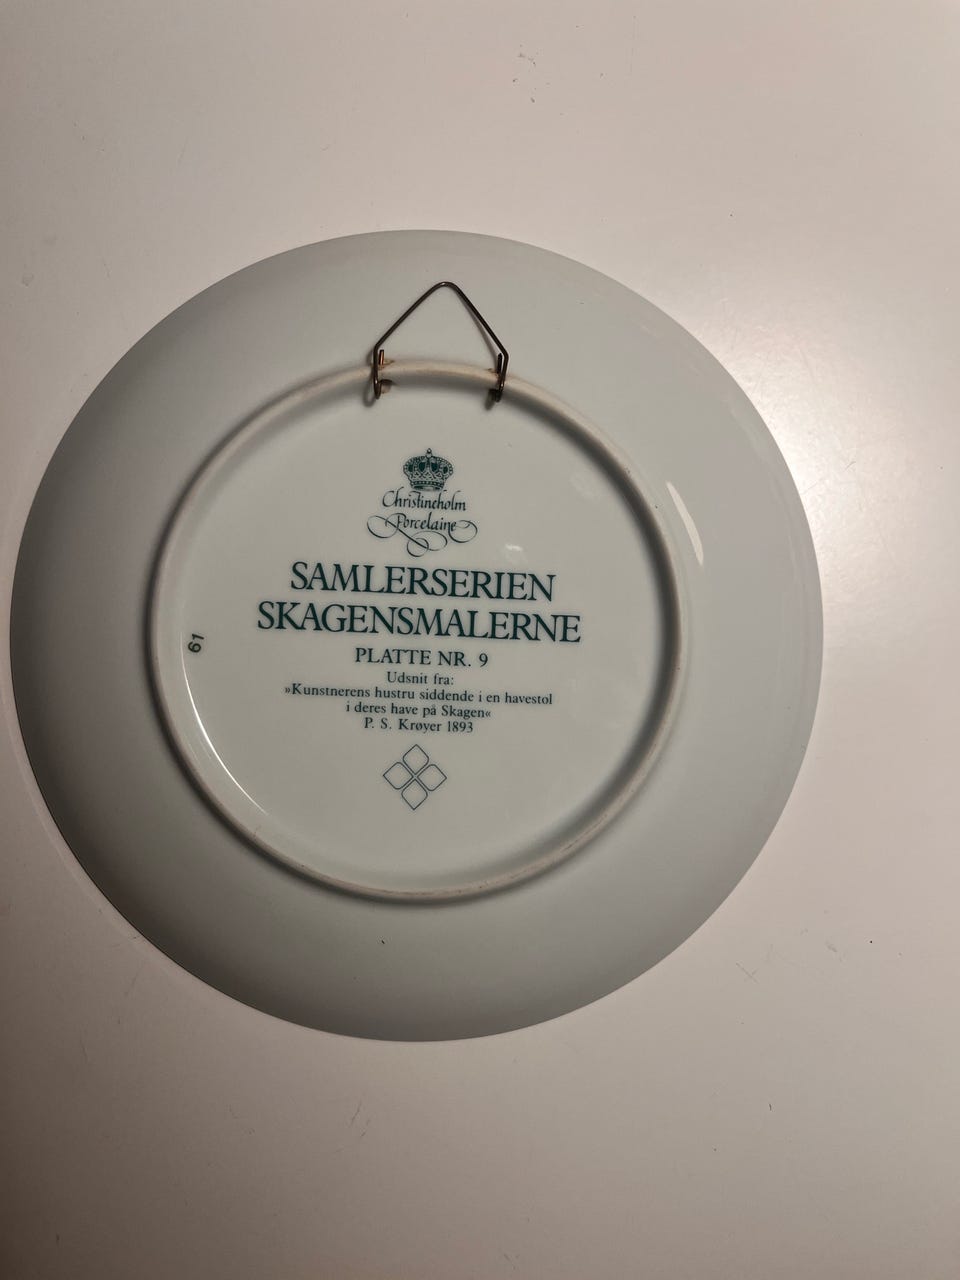 Christineholm
Porcelaine
SAMLERSERIEN
SKAGENSMALERNE
PLATTE NR. 9
Udsnit fra:
»Kunstnerens hustru siddende i en havestol
i deres have på Skagen«
P. S. Krøyer 1893
61